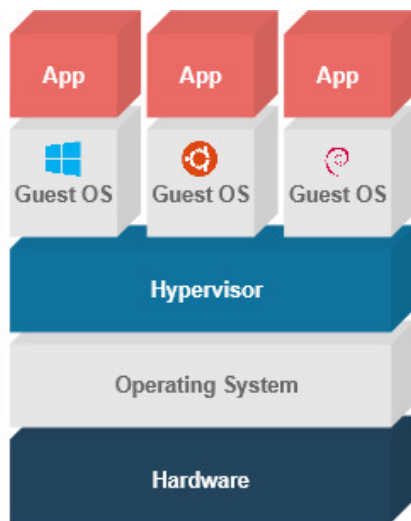 App App App
Guest OS Guest OS Guest OS
Hypervisor
Operating System
Hardware